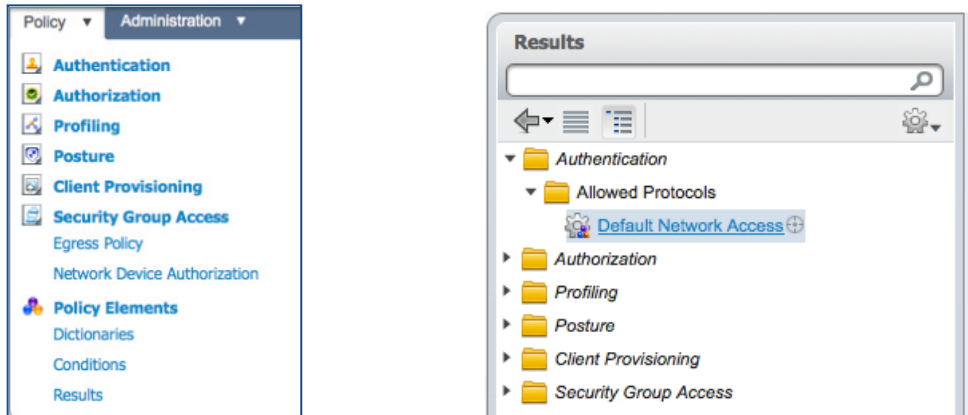 Policy ▼ Administration ▼
Authentication
Authorization
Profiling
Posture
Client Provisioning
Security Group Access
Egress Policy
Network Device Authorization
Policy Elements
Dictionaries
Conditions
Results
Results
Authentication
Allowed Protocols
Default Network Access
Authorization
Profiling
Posture
Client Provisioning
Security Group Access